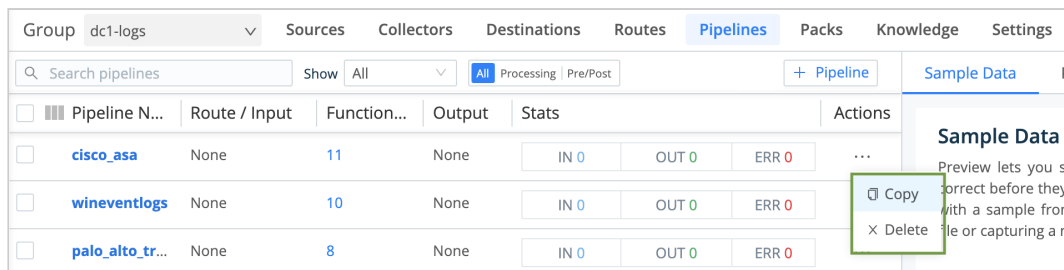 Group dc1-logs Sources Collectors Destinations Routes Pipelines Packs Knowledge Settings
Search pipelines Show All All Processing Pre/Post + Pipeline Sample Data
Pipeline N... Route / Input Function... Output Stats Actions
Sample Data
cisco_asa None 11 None IN 0 OUT 0 ERR 0 ...
Preview lets you s
Copy
correct before they
wineventlogs None 10 None IN 0 OUT 0 ERR 0
with a sample from
Delete
file or capturing a
palo_alto_tr... None 8 None IN 0 OUT 0 ERR 0